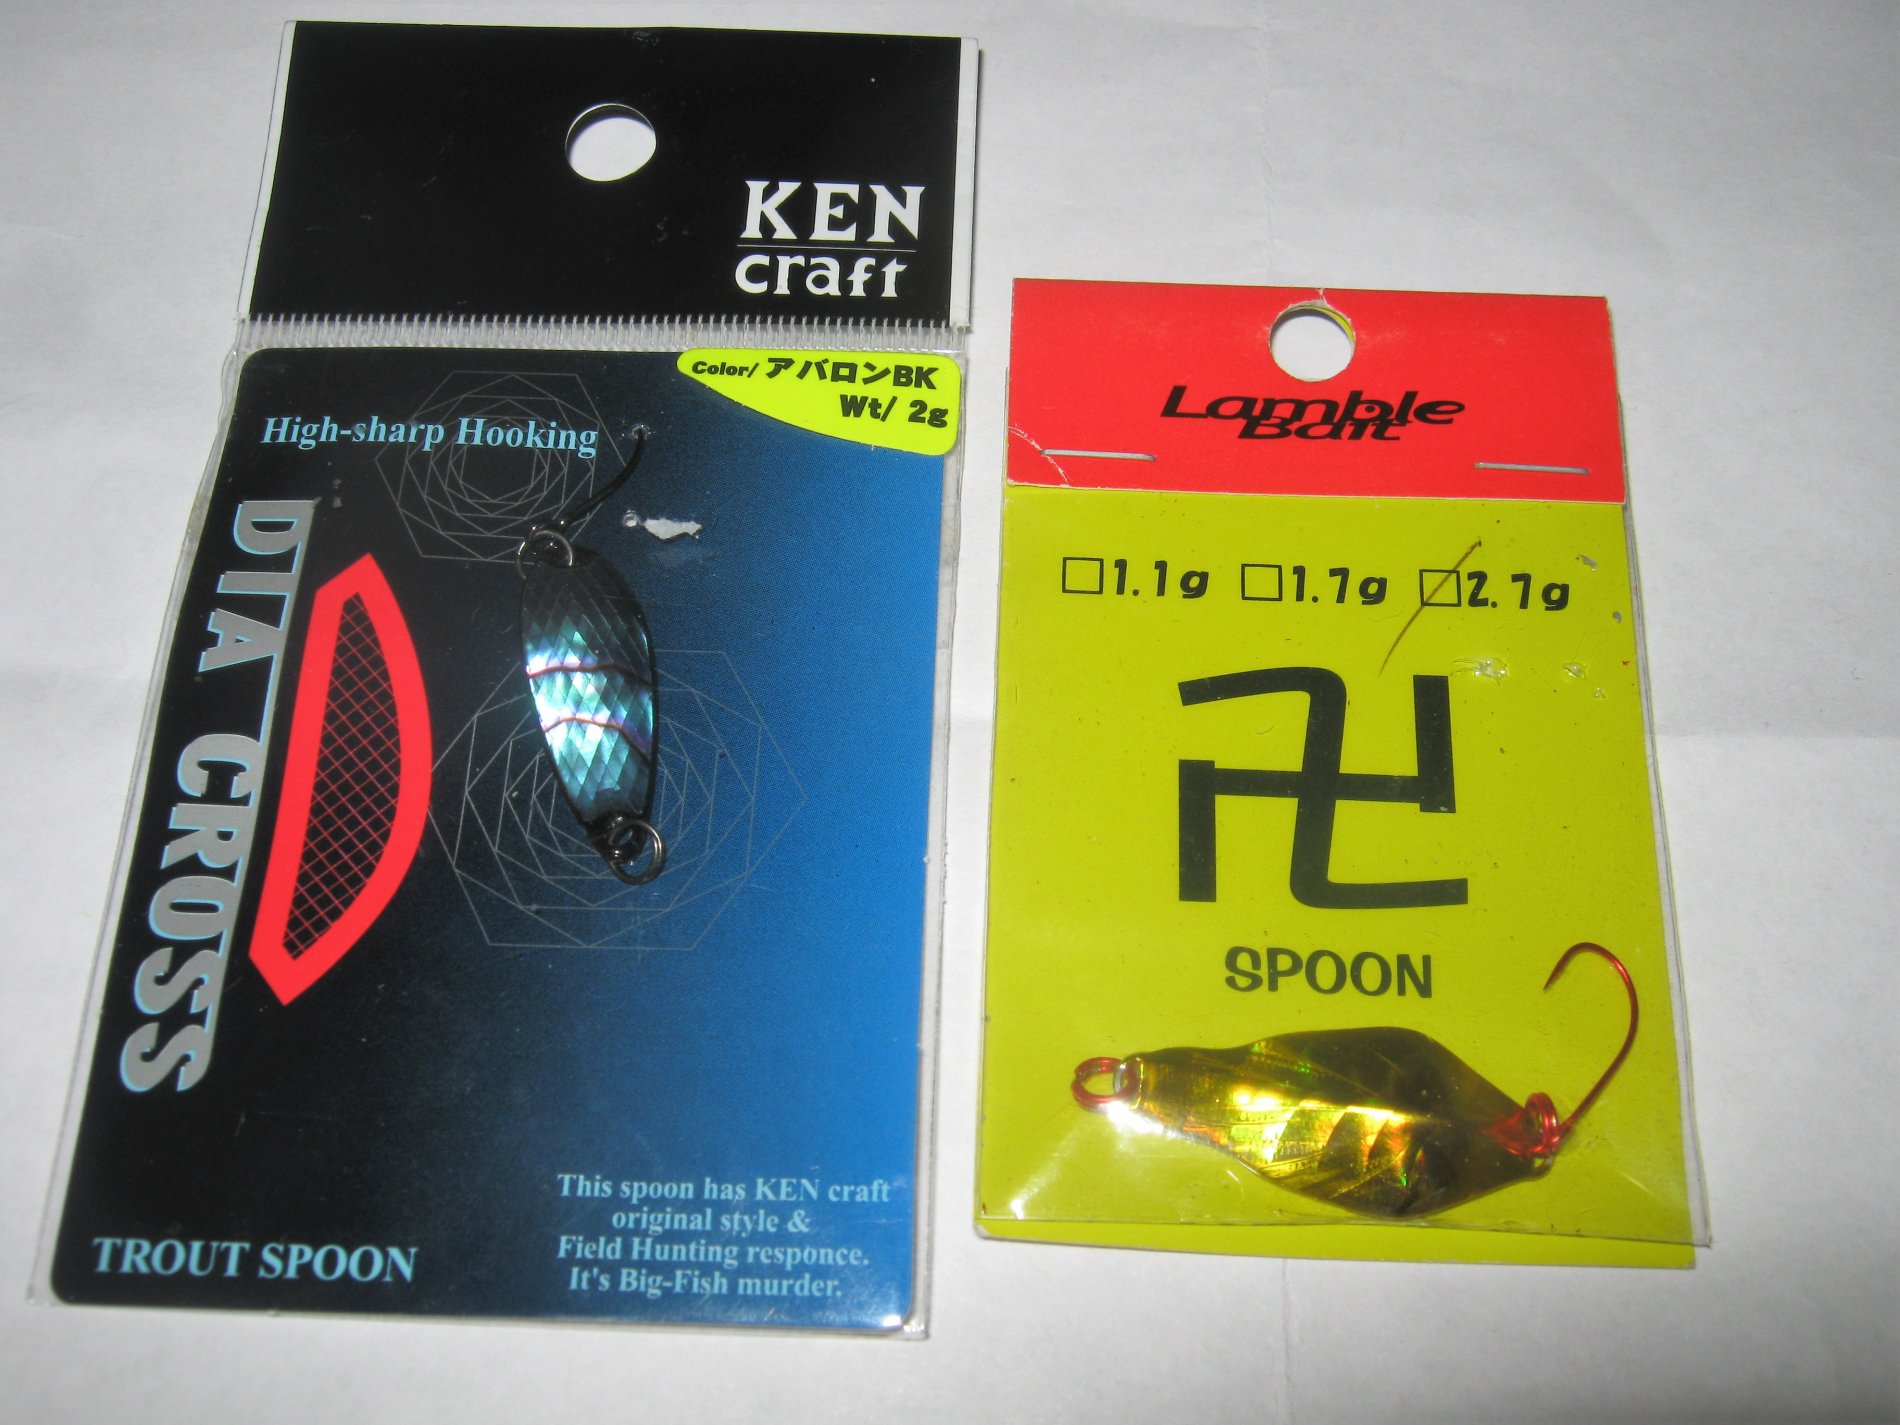 KEN
craft
Color/ アバロンBK
Wt/ 2g
High-sharp Hooking
DIA CROSS
TROUT SPOON
This spoon has KEN craft
original style &
Field Hunting responce.
It's Big-Fish murder.
Lamble
Bait
□1.1g □1.7g □2.7g
卍
SPOON